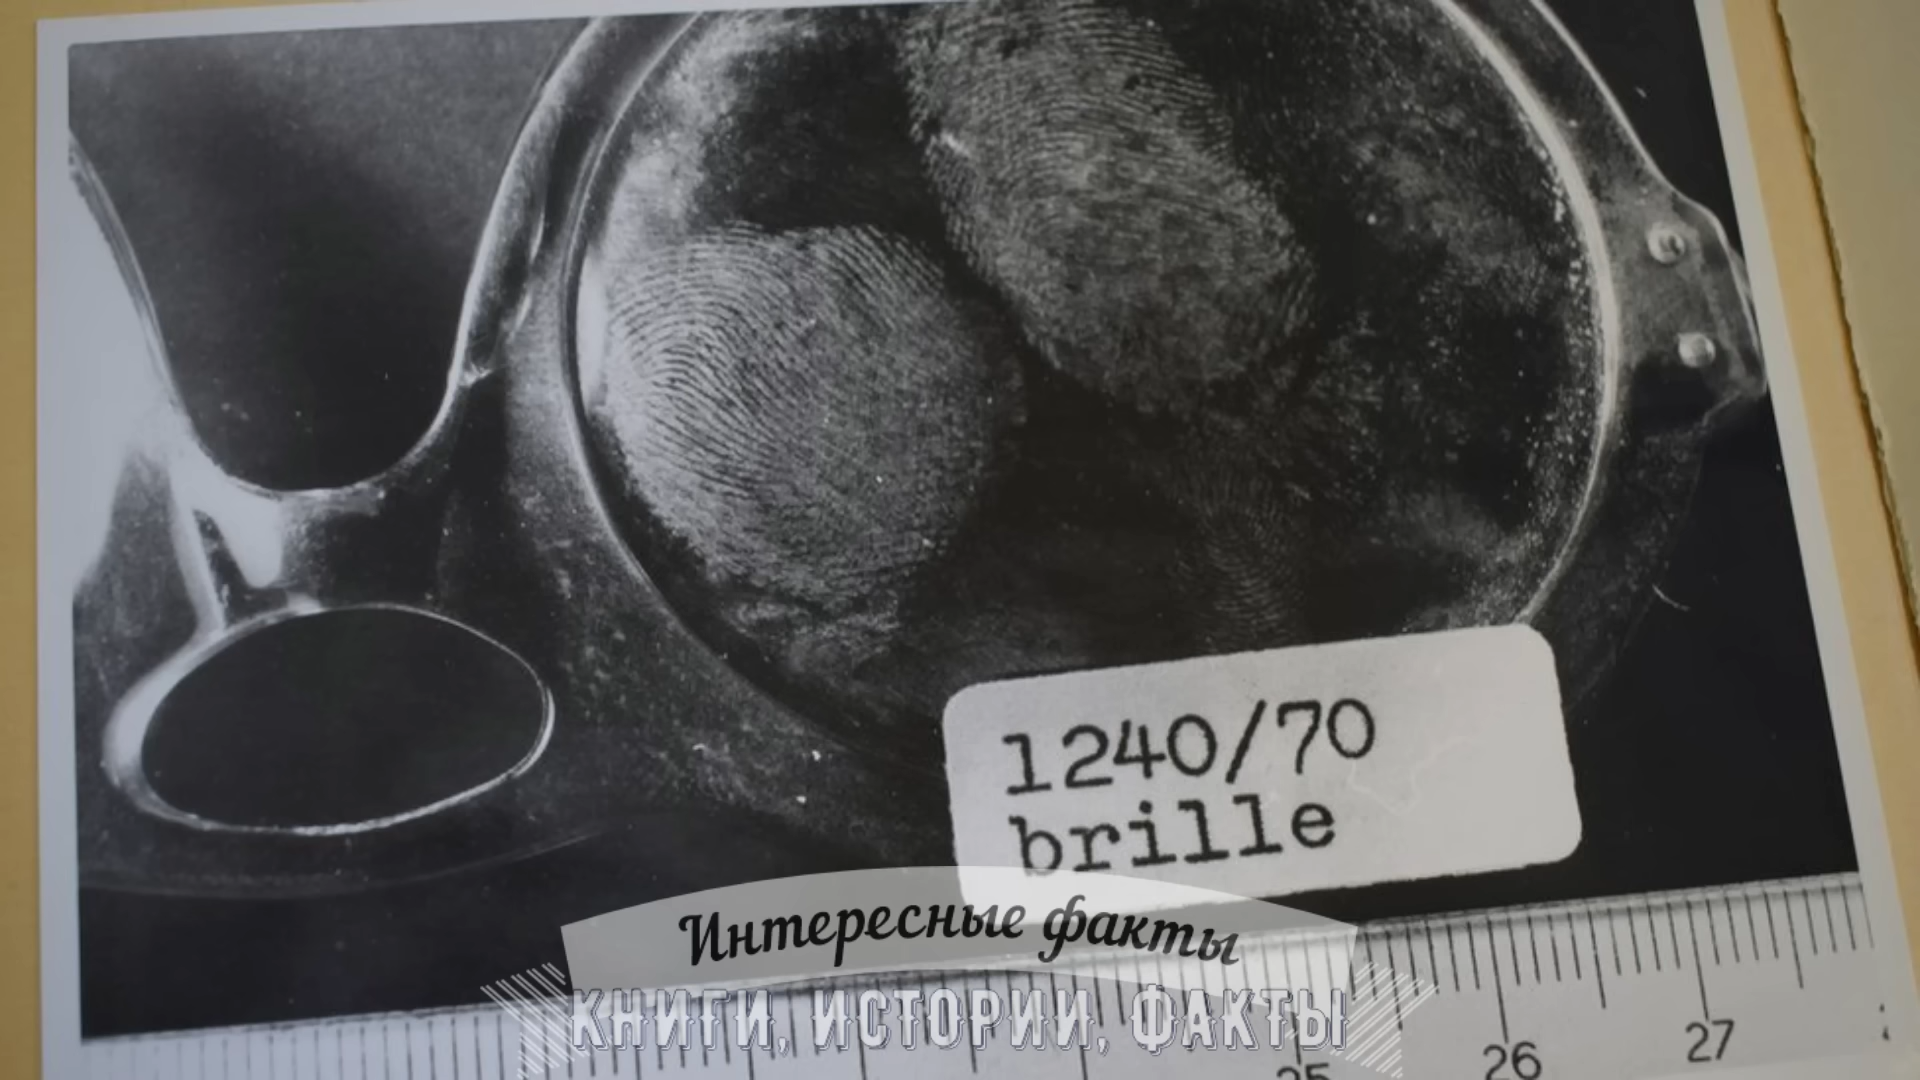 1240/70
brille
Интересные факты
КНИГИ, ИСТОРИИ, ФАКТЫ
25 26 27